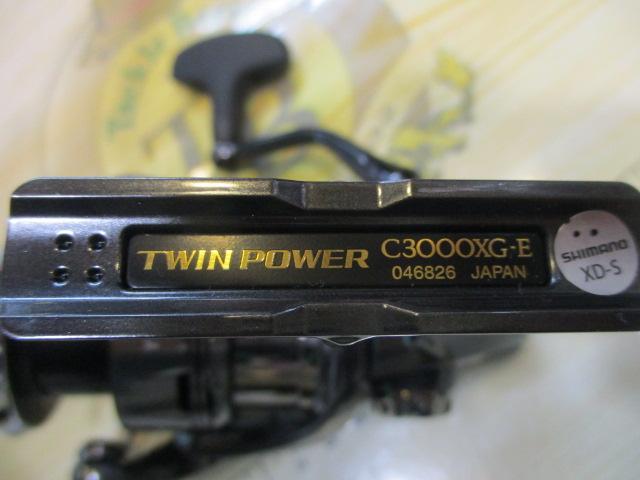 TWIN POWER C3000XG-E
046826 JAPAN
SHIMANO
XD-S